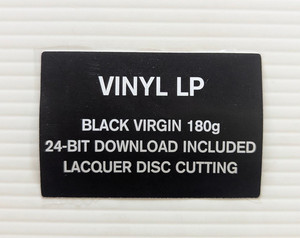 VINYL LP
BLACK VIRGIN 180g
24-BIT DOWNLOAD INCLUDED
LACQUER DISC CUTTING